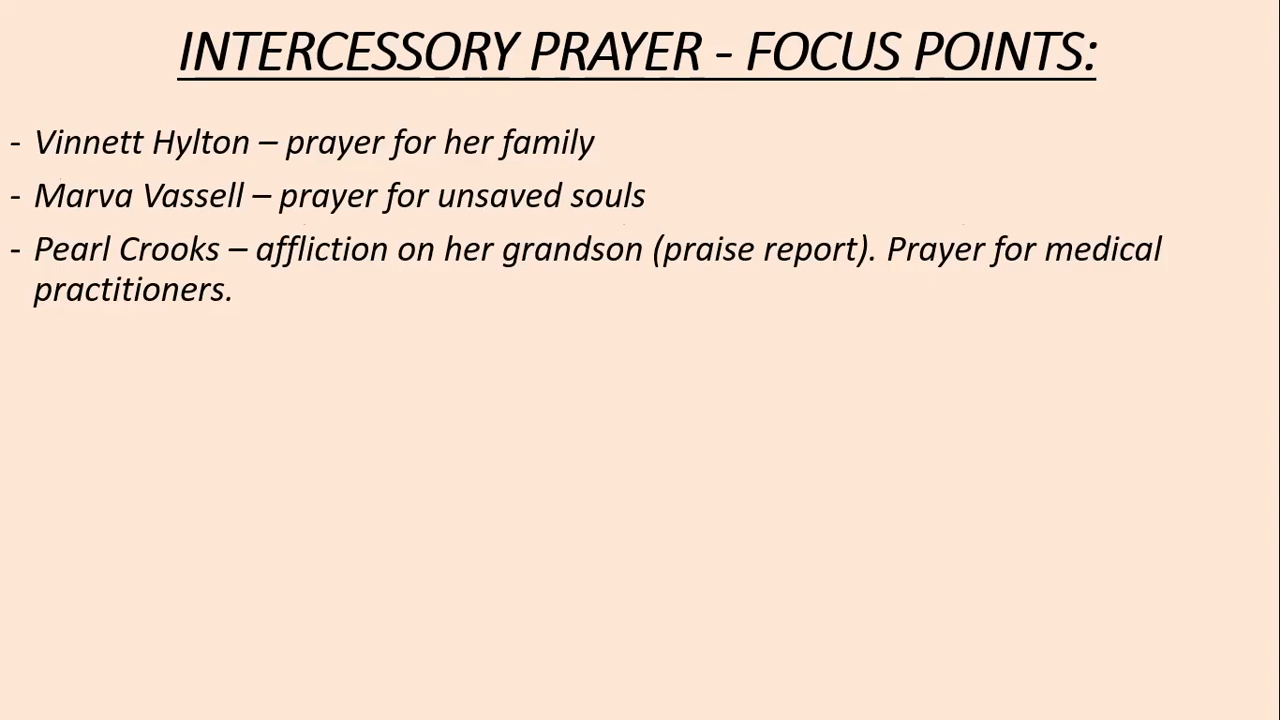 INTERCESSORY PRAYER - FOCUS POINTS:
- Vinnett Hylton – prayer for her family
- Marva Vassell – prayer for unsaved souls
- Pearl Crooks – affliction on her grandson (praise report). Prayer for medical
practitioners.